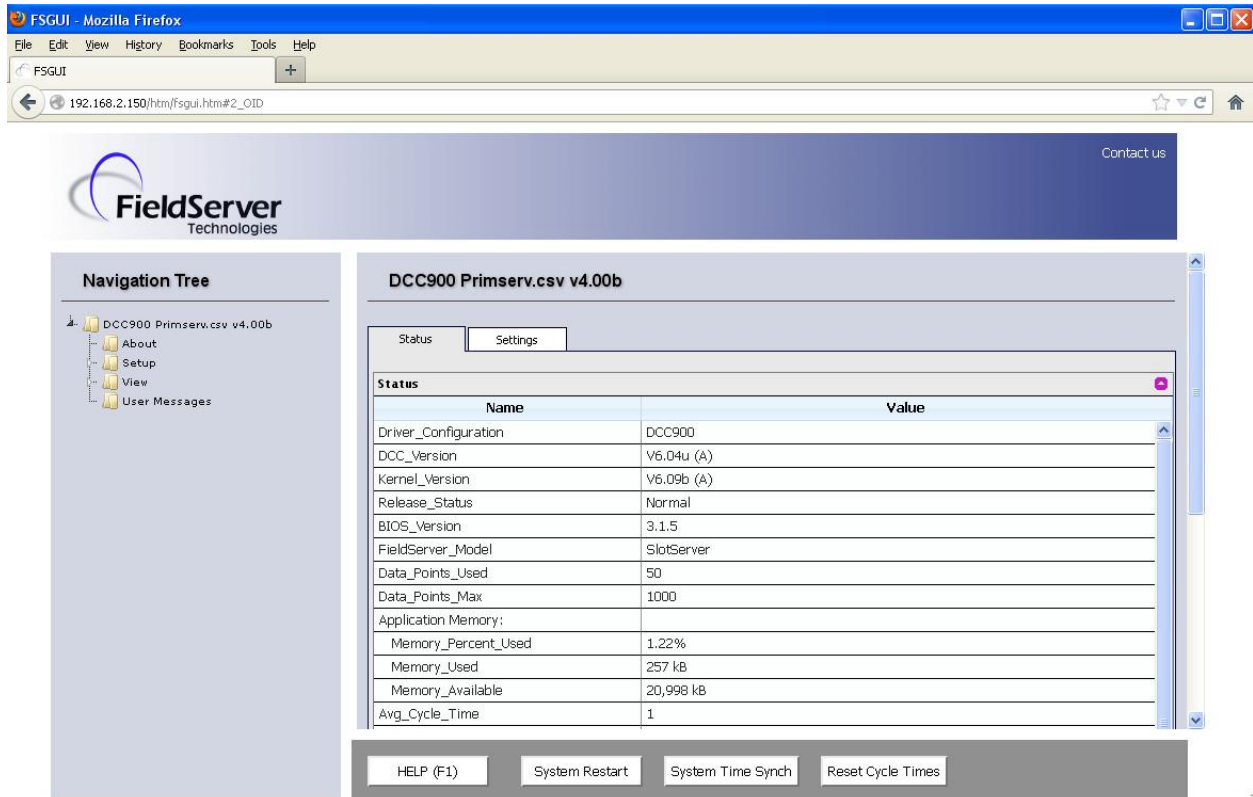 FSGUI - Mozilla Firefox
File Edit View History Bookmarks Tools Help
FSGUI
192.168.2.150/htm/fsgui.htm#2_OID
Contact us
FieldServer
Technologies
Navigation Tree
DCC900 Primserv.csv v4.00b
About
Setup
View
User Messages
DCC900 Primserv.csv v4.00b
Status Settings
Status
Name Value
Driver_Configuration DCC900
DCC_Version V6.04u (A)
Kernel_Version V6.09b (A)
Release_Status Normal
BIOS_Version 3.1.5
FieldServer_Model SlotServer
Data_Points_Used 50
Data_Points_Max 1000
Application Memory:
Memory_Percent_Used 1.22%
Memory_Used 257 kB
Memory_Available 20,998 kB
Avg_Cycle_Time 1
HELP (F1) System Restart System Time Synch Reset Cycle Times